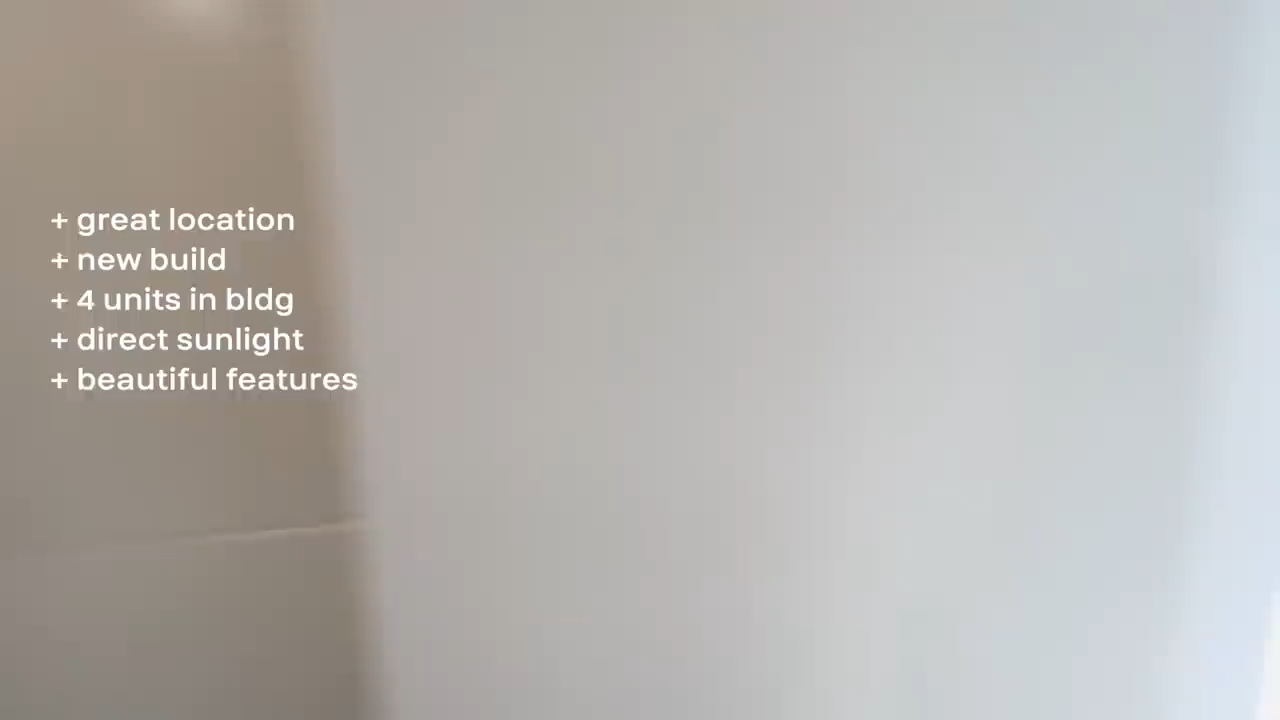 + great location
+ new build
+ 4 units in bldg
+ direct sunlight
+ beautiful features